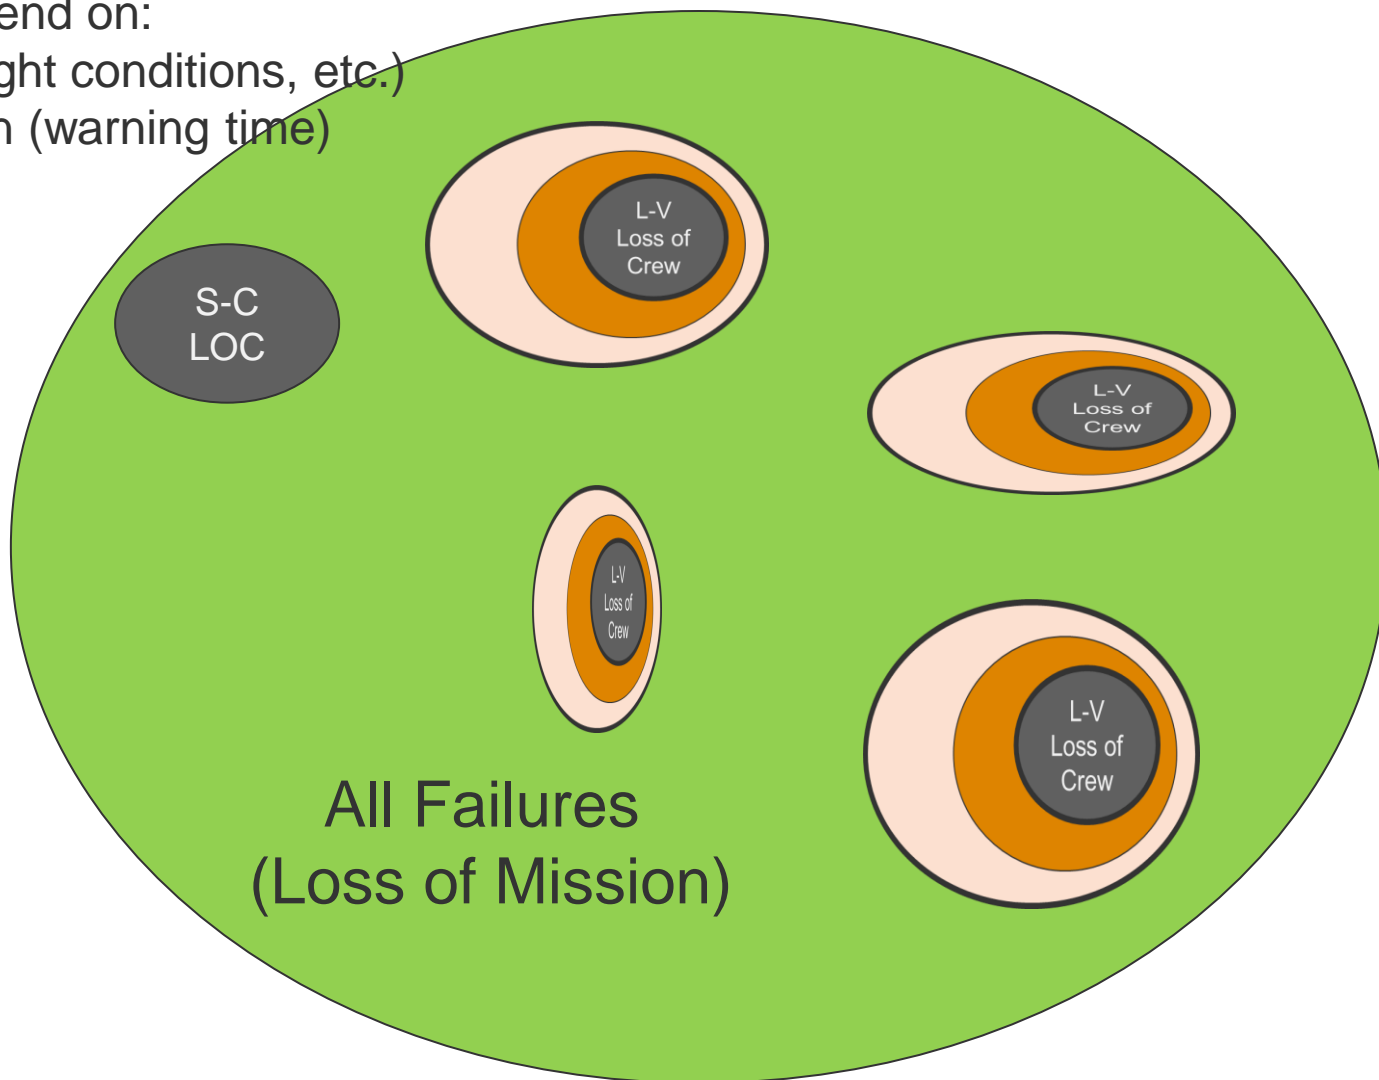 end on:
ght conditions, etc.)
n (warning time)
L-V
Loss of
Crew
S-C
LOC
L-V
Loss of
Crew
L-V
Loss of
Crew
L-V
Loss of
Crew
All Failures
(Loss of Mission)